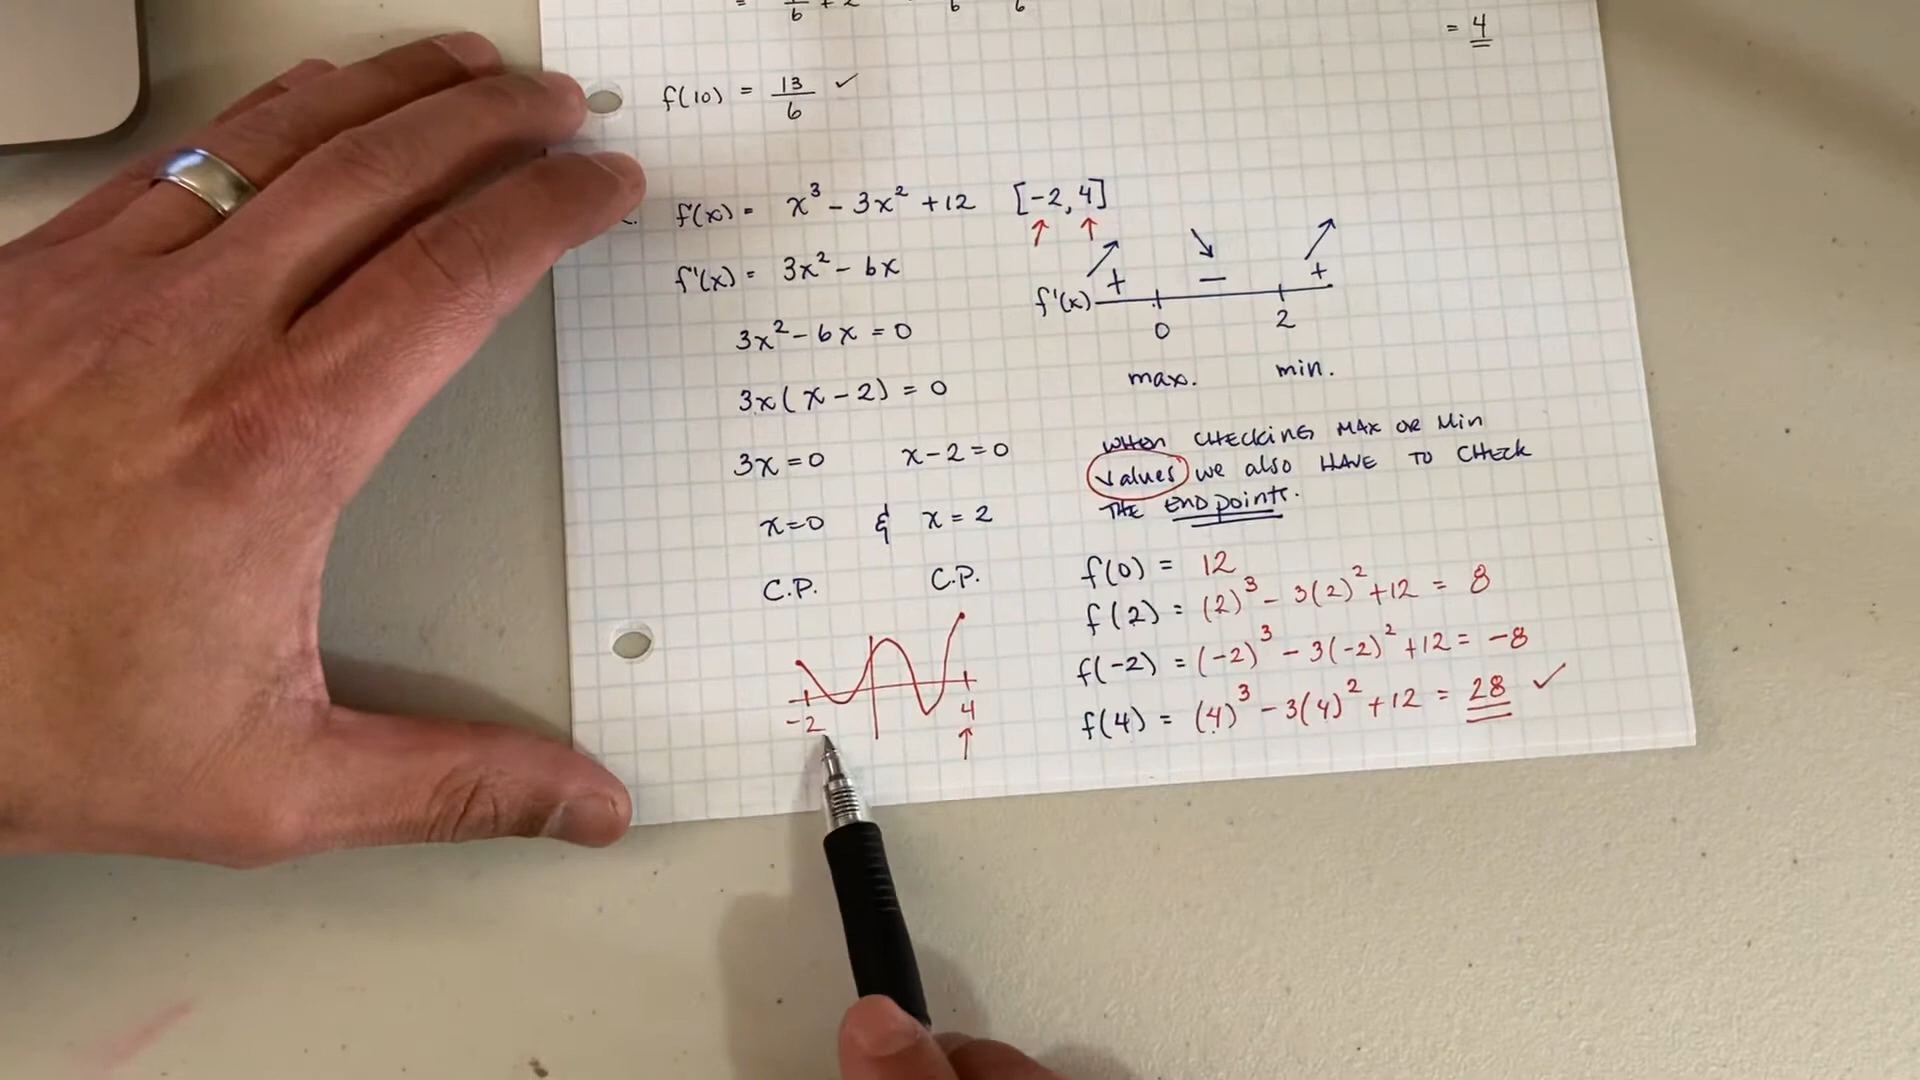 = 4
f(10) = 13/6 ✓
f(x) = x³ - 3x² + 12 [-2, 4]
f'(x) = 3x² - 6x
3x² - 6x = 0
3x(x - 2) = 0
3x = 0 x - 2 = 0
x = 0 & x = 2
C.P. C.P.
-2 4
f'(x) + - +
0 2
max. min.
WHEN CHECKING MAX OR Min
values we also HAVE TO CHECK
THE END points.
f(0) = 12
f(2) = (2)³ - 3(2)² + 12 = 8
f(-2) = (-2)³ - 3(-2)² + 12 = -8
f(4) = (4)³ - 3(4)² + 12 = 28 ✓